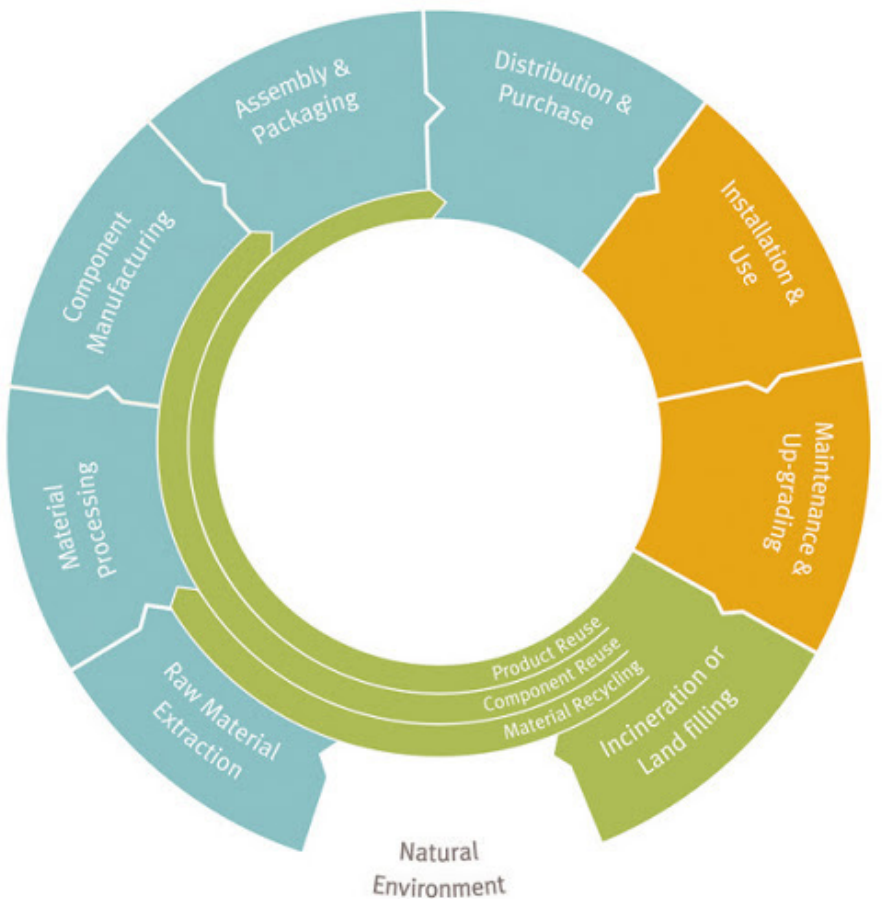 Assembly &
Packaging
Distribution &
Purchase
Installation &
Use
Maintenance &
Up-grading
Incineration or
Land filling
Product Reuse
Component Reuse
Material Recycling
Natural
Environment
Raw Material
Extraction
Material
Processing
Component
Manufacturing